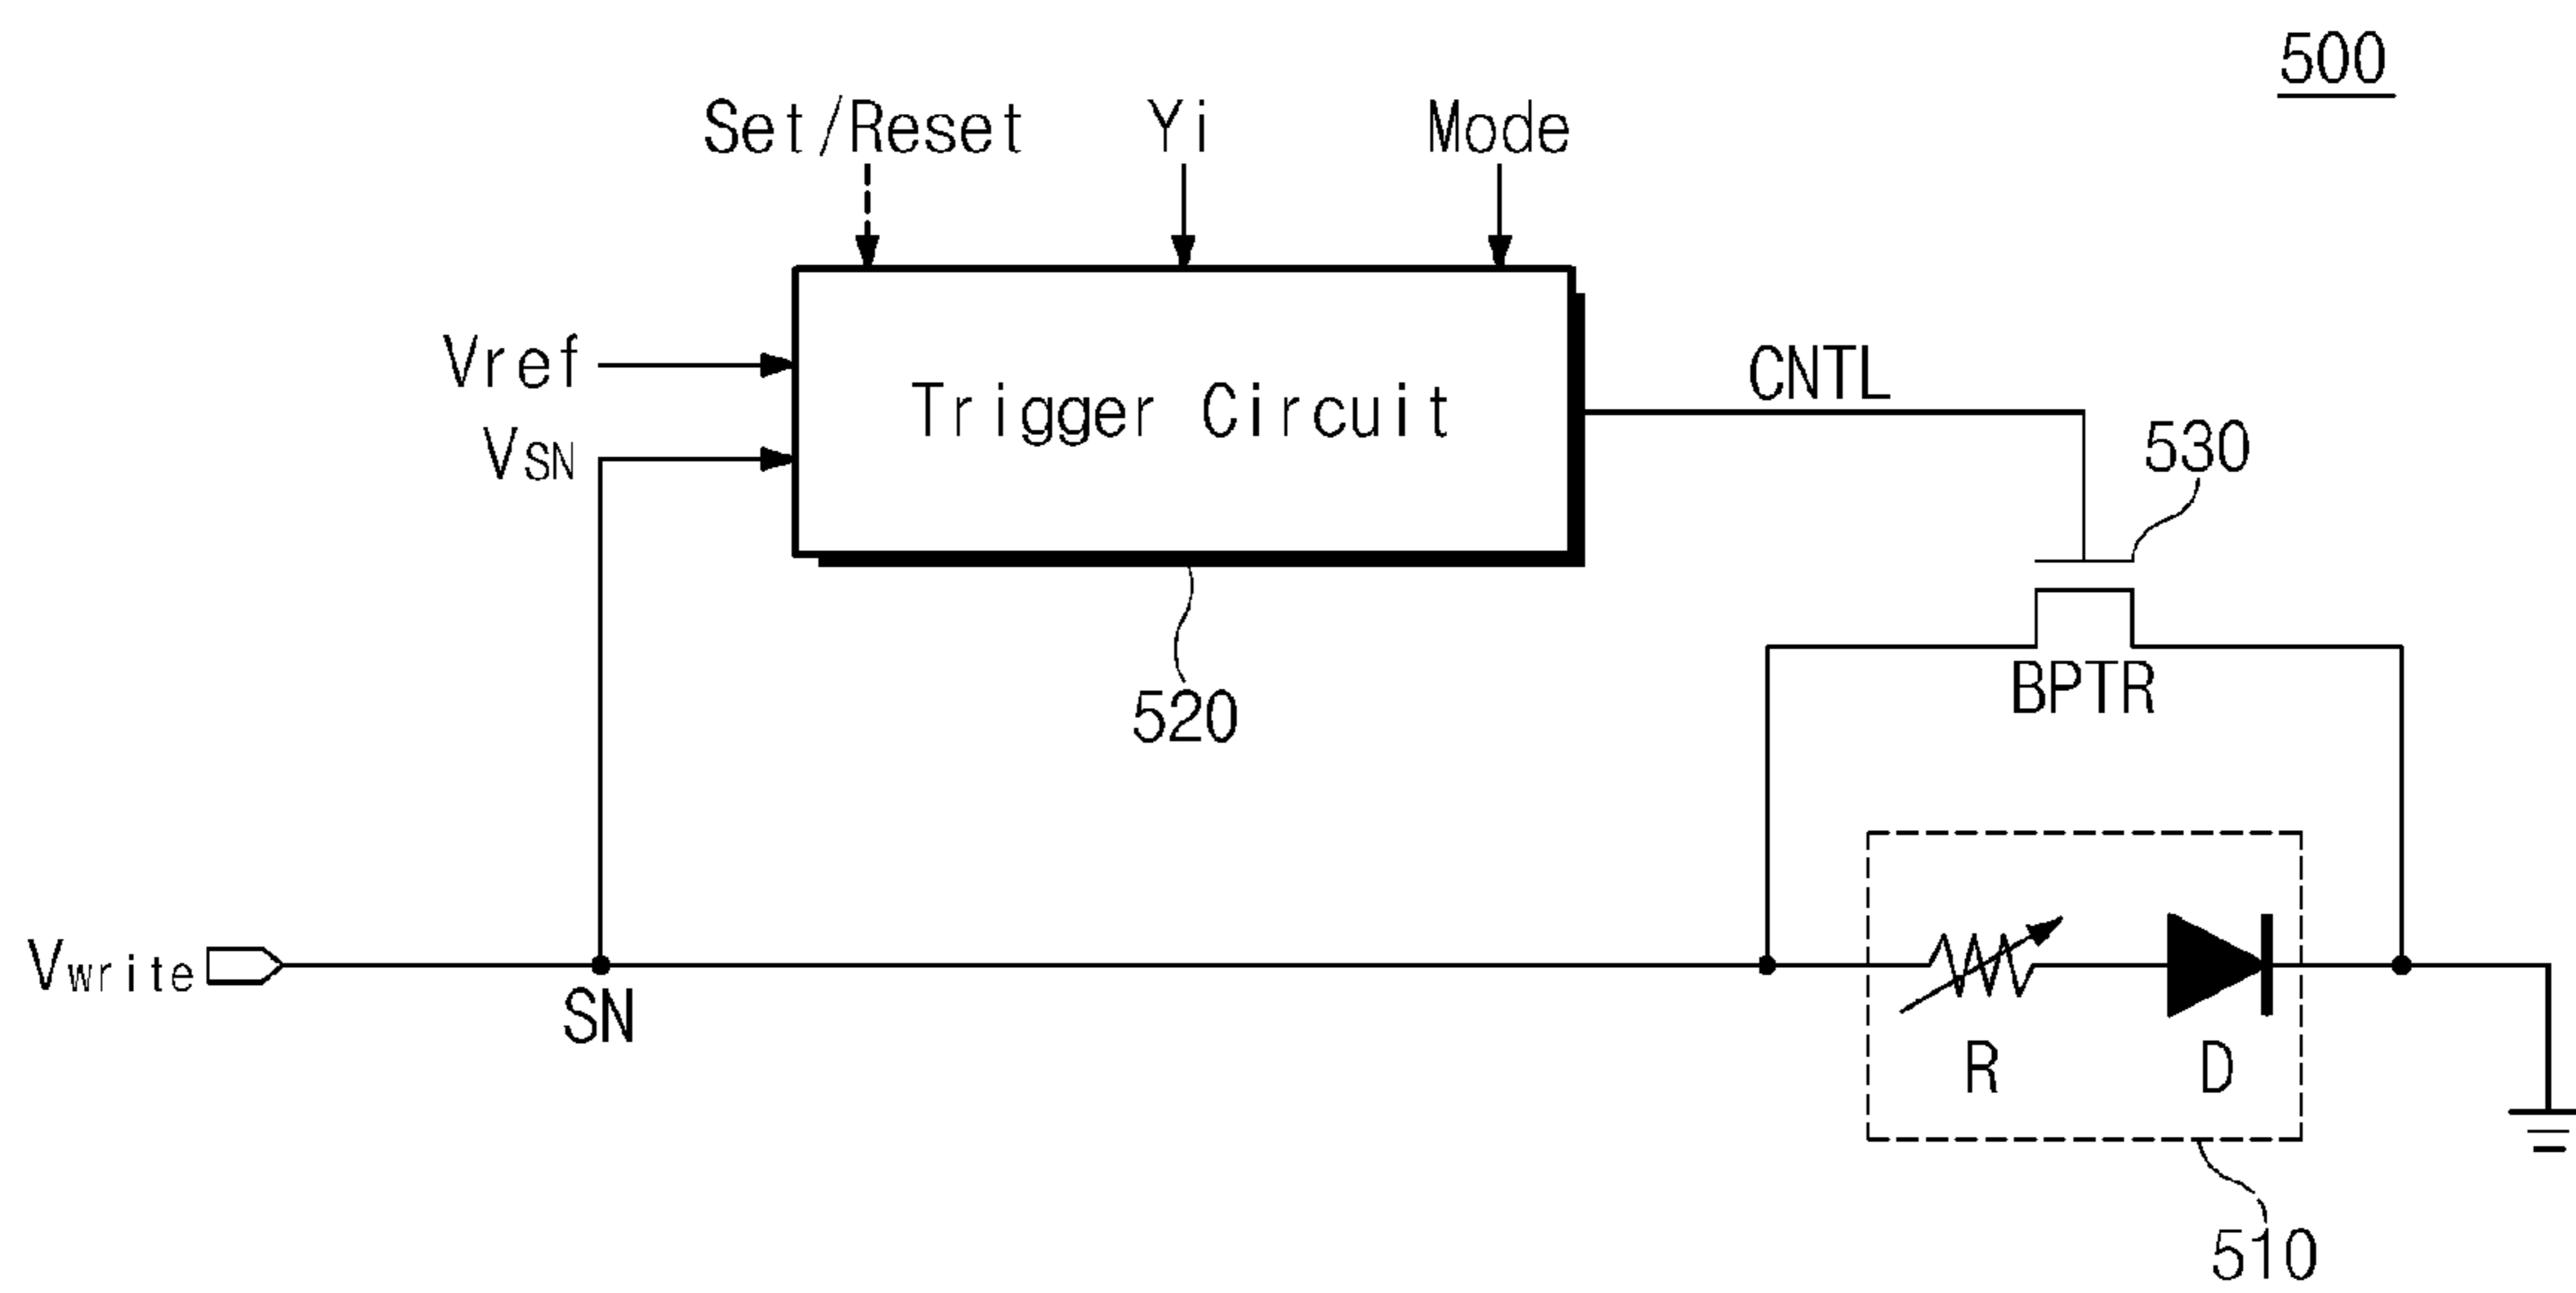 500
Set/Reset Yi Mode
Vref
VSN
Trigger Circuit
CNTL
530
BPTR
520
Vwrite
SN
R D
510